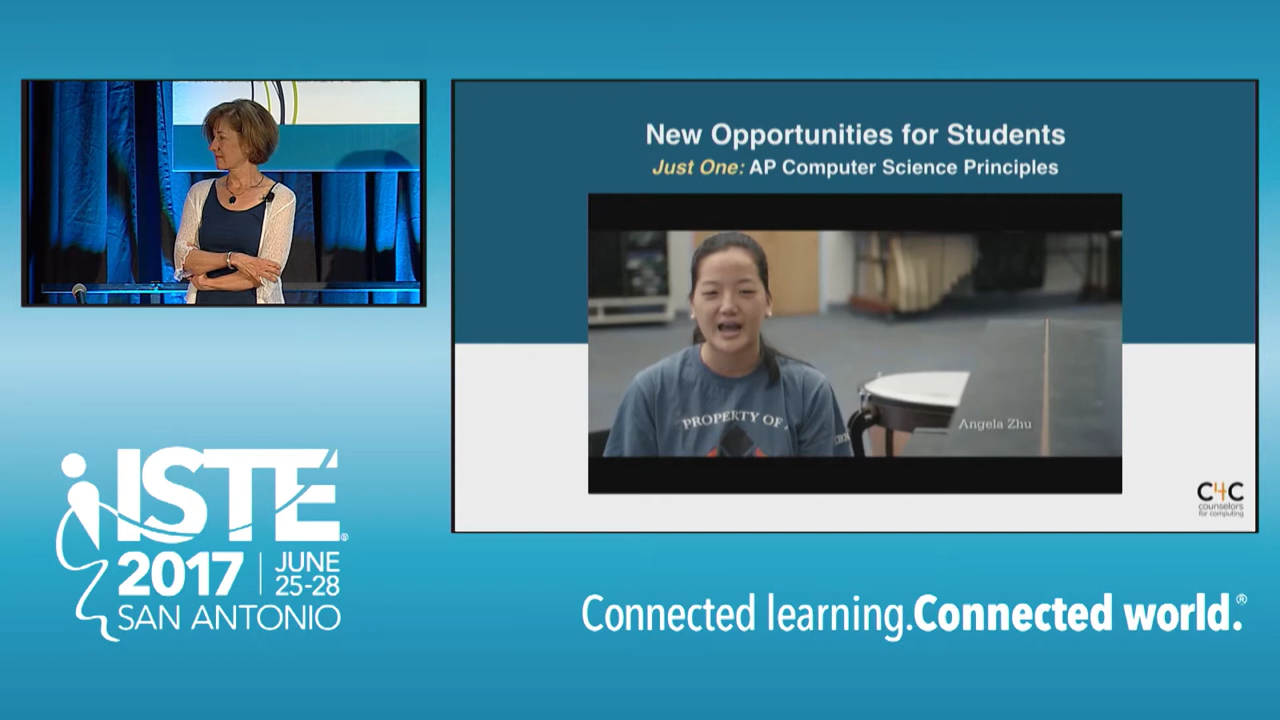 New Opportunities for Students
Just One: AP Computer Science Principles
PROPERTY OF
Angela Zhu
C4C
counselors
for computing
ISTE®
2017 | JUNE
25-28
SAN ANTONIO
Connected learning.Connected world.®